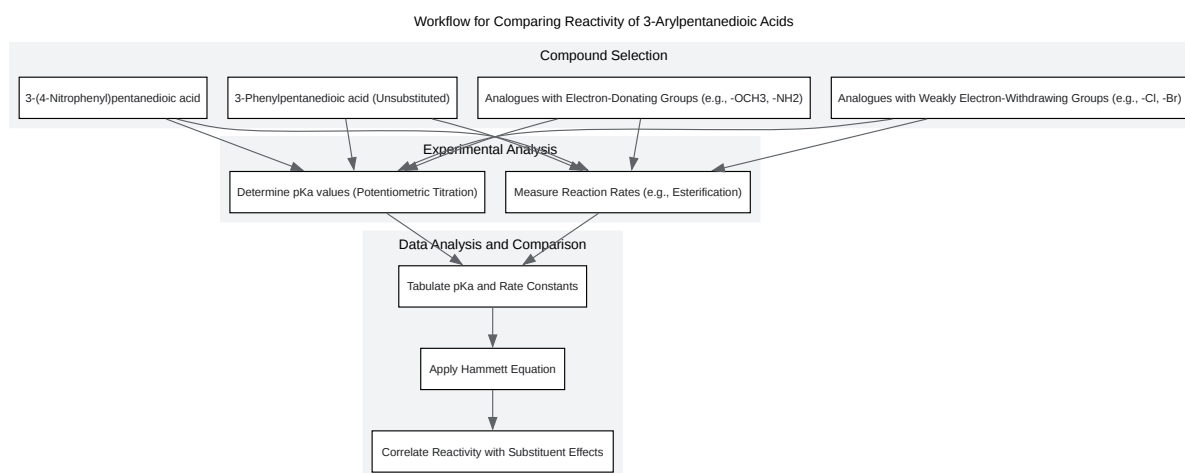 Workflow for Comparing Reactivity of 3-Arylpentanedioic Acids
Compound Selection
3-(4-Nitrophenyl)pentanedioic acid
3-Phenylpentanedioic acid (Unsubstituted)
Analogues with Electron-Donating Groups (e.g., -OCH3, -NH2)
Analogues with Weakly Electron-Withdrawing Groups (e.g., -Cl, -Br)
Experimental Analysis
Determine pKa values (Potentiometric Titration)
Measure Reaction Rates (e.g., Esterification)
Data Analysis and Comparison
Tabulate pKa and Rate Constants
Apply Hammett Equation
Correlate Reactivity with Substituent Effects